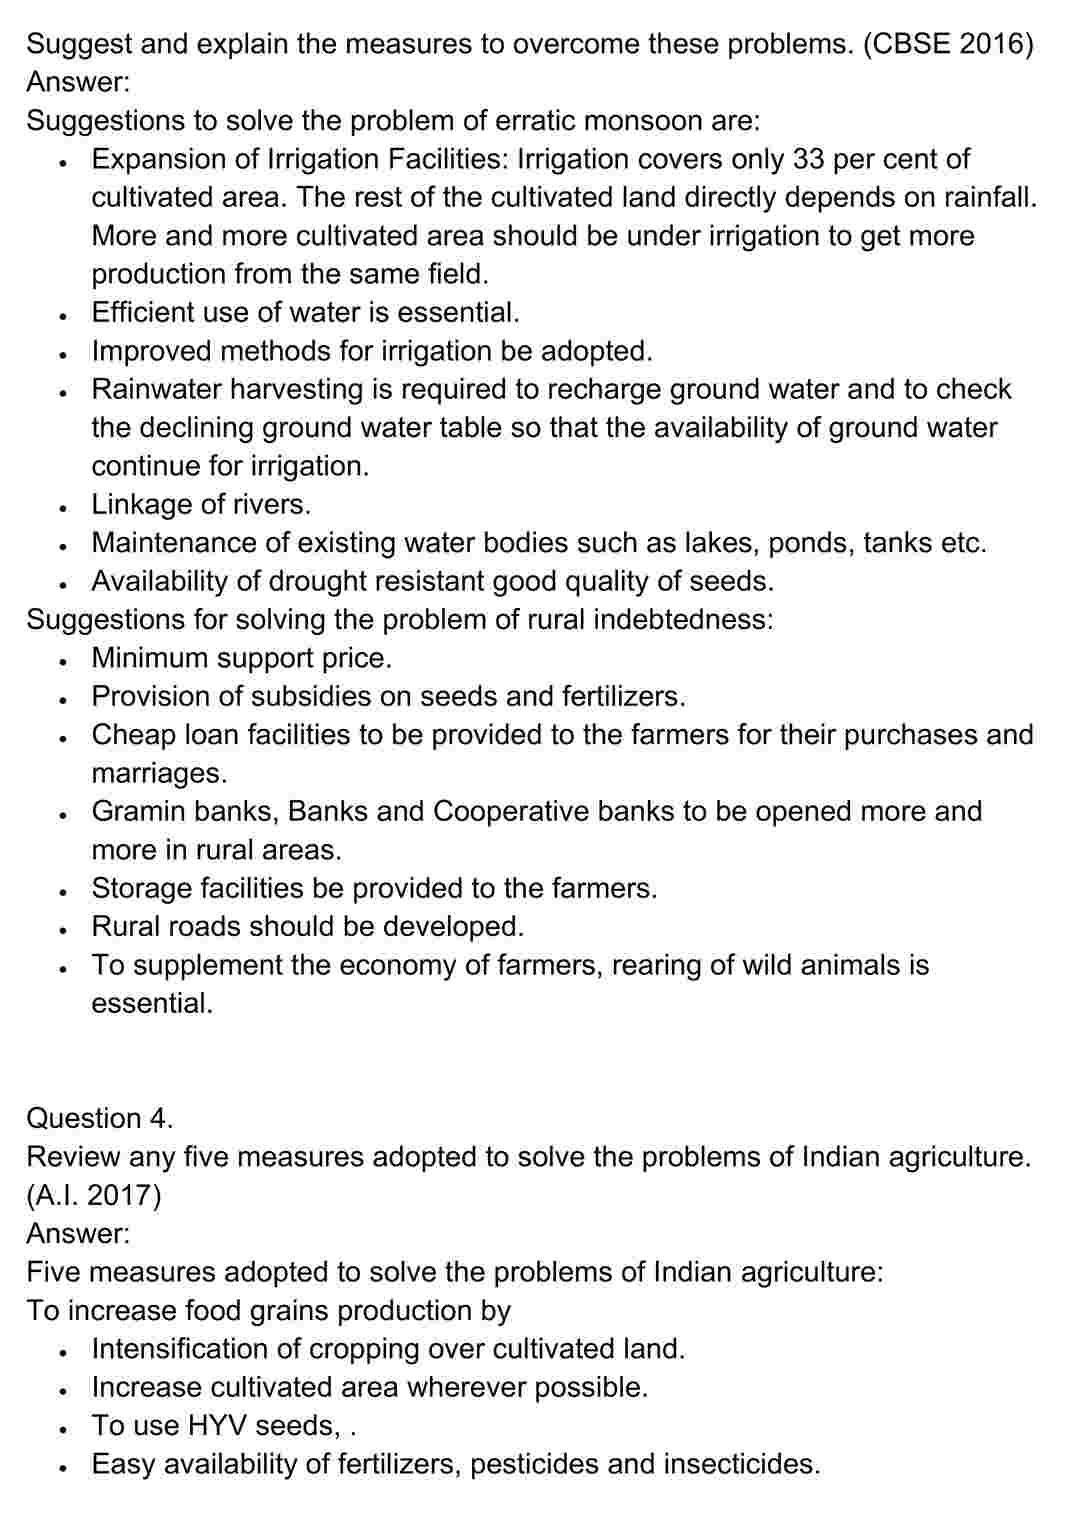 Suggest and explain the measures to overcome these problems. (CBSE 2016)
Answer:
Suggestions to solve the problem of erratic monsoon are:
• Expansion of Irrigation Facilities: Irrigation covers only 33 per cent of
cultivated area. The rest of the cultivated land directly depends on rainfall.
More and more cultivated area should be under irrigation to get more
production from the same field.
• Efficient use of water is essential.
• Improved methods for irrigation be adopted.
• Rainwater harvesting is required to recharge ground water and to check
the declining ground water table so that the availability of ground water
continue for irrigation.
• Linkage of rivers.
• Maintenance of existing water bodies such as lakes, ponds, tanks etc.
• Availability of drought resistant good quality of seeds.
Suggestions for solving the problem of rural indebtedness:
• Minimum support price.
• Provision of subsidies on seeds and fertilizers.
• Cheap loan facilities to be provided to the farmers for their purchases and
marriages.
• Gramin banks, Banks and Cooperative banks to be opened more and
more in rural areas.
• Storage facilities be provided to the farmers.
• Rural roads should be developed.
• To supplement the economy of farmers, rearing of wild animals is
essential.
Question 4.
Review any five measures adopted to solve the problems of Indian agriculture.
(A.I. 2017)
Answer:
Five measures adopted to solve the problems of Indian agriculture:
To increase food grains production by
• Intensification of cropping over cultivated land.
• Increase cultivated area wherever possible.
• To use HYV seeds, .
• Easy availability of fertilizers, pesticides and insecticides.